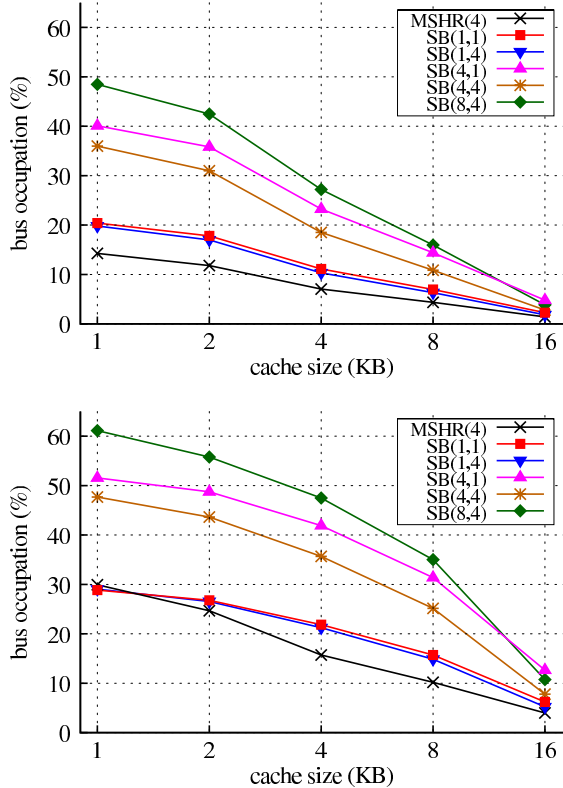 MSHR(4)
SB(1,1)
SB(1,4)
SB(4,1)
SB(4,4)
SB(8,4)
60
50
40
30
20
10
0
bus occupation (%)
1 2 4 8 16
cache size (KB)
MSHR(4)
SB(1,1)
SB(1,4)
SB(4,1)
SB(4,4)
SB(8,4)
60
50
40
30
20
10
0
bus occupation (%)
1 2 4 8 16
cache size (KB)